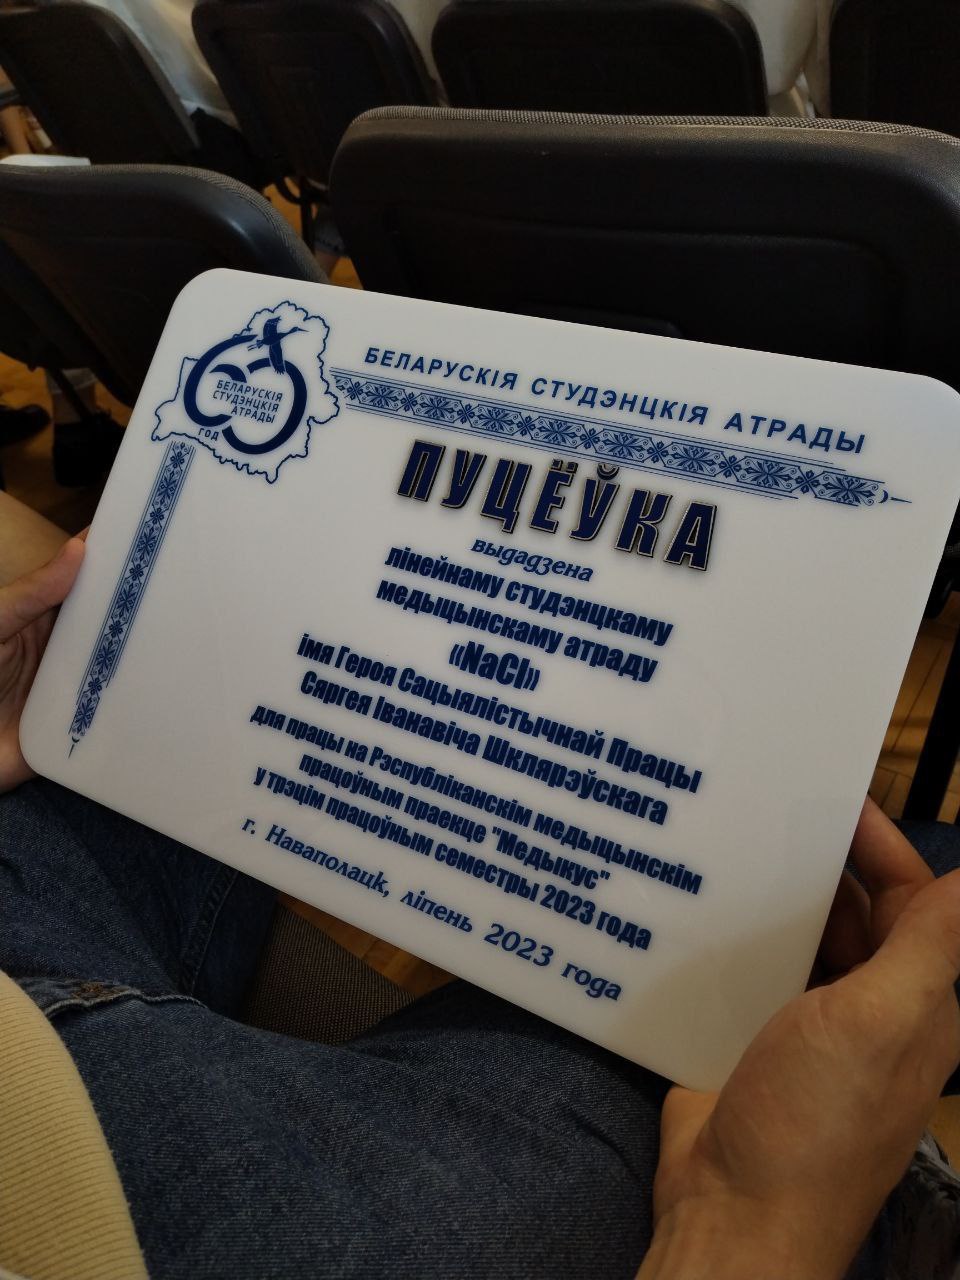 БЕЛАРУСКІЯ
СТУДЭНЦКІЯ
АТРАДЫ
60
ГОД
БЕЛАРУСКІЯ СТУДЭНЦКІЯ АТРАДЫ
ПУЦЁЎКА
выдадзена
лінейнаму студэнцкаму
медыцынскаму атраду
«NaCl»
імя Героя Сацыялістычнай Працы
Сяргея Іванавіча Шклярэўскага
для працы на Рэспубліканскім медыцынскім
працоўным праекце "Медыкус"
у трэцім працоўным семестры 2023 года
г. Наваполацк, ліпень 2023 года